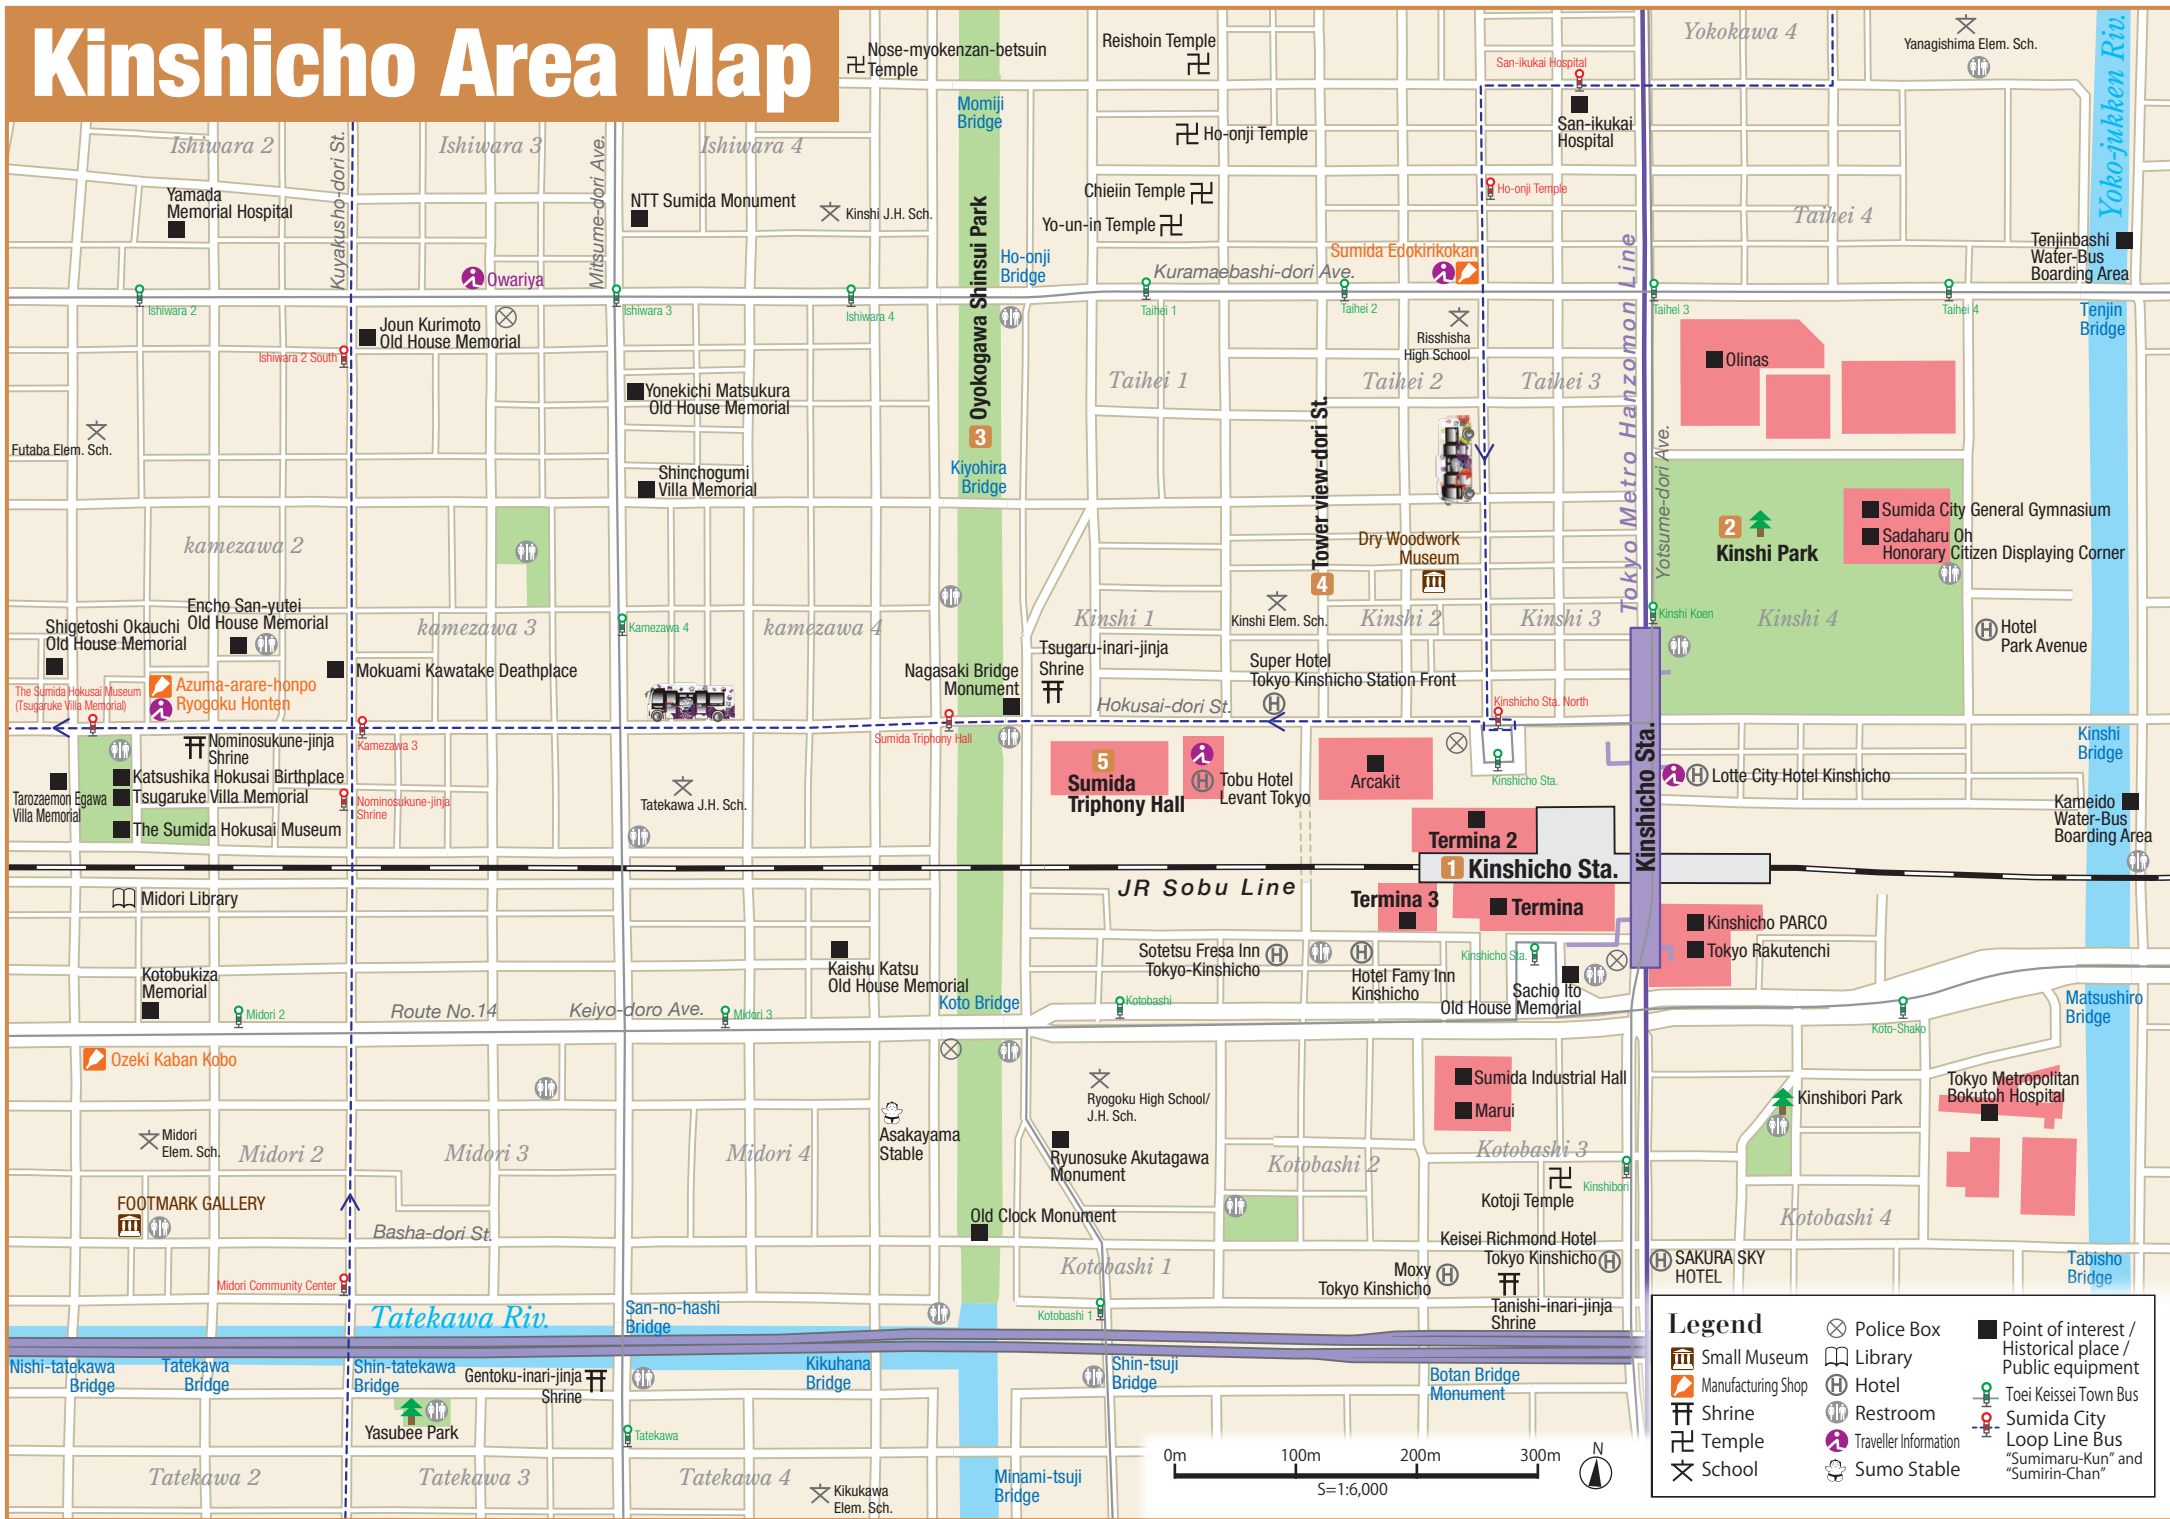 Kinshicho Area Map
Nose-myokenzan-betsuin
Temple
Reishoin Temple
Momiji
Bridge
Ho-onji Temple
San-ikukai Hospital
San-ikukai
Hospital
Yokokawa 4
Yanagishima Elem. Sch.
Yoko-jukken Riv.
Ishiwara 2
Kuyakusho-dori St.
Ishiwara 3
Mitsume-dori Ave.
Ishiwara 4
Yamada
Memorial Hospital
NTT Sumida Monument
Kinshi J.H. Sch.
Chieiin Temple
Yo-un-in Temple
Ho-onji Temple
Taihei 4
Tenjinbashi
Water-Bus
Boarding Area
Owariya
Oyokogawa Shinsui Park
3
Ho-onji
Bridge
Kuramaebashi-dori Ave.
Sumida Edokirikokan
Tokyo Metro Hanzomon Line
Ishiwara 2
Ishiwara 3
Ishiwara 4
Taihei 1
Taihei 2
Taihei 3
Taihei 4
Tenjin
Bridge
Joun Kurimoto
Old House Memorial
Ishiwara 2 South
Risshisha
High School
Olinas
Yonekichi Matsukura
Old House Memorial
Taihei 1
Taihei 2
Taihei 3
Futaba Elem. Sch.
Shinchogumi
Villa Memorial
Kiyohira
Bridge
Tower view-dori St.
4
Yotsume-dori Ave.
Sumida City General Gymnasium
Sadaharu Oh
Honorary Citizen Displaying Corner
2
Kinshi Park
kamezawa 2
Dry Woodwork
Museum
Encho San-yutei
Old House Memorial
Shigetoshi Okauchi
Old House Memorial
kamezawa 3
Kamezawa 4
kamezawa 4
Kinshi 1
Kinshi Elem. Sch.
Kinshi 2
Kinshi 3
Kinshi Koen
Kinshi 4
Hotel
Park Avenue
Mokuami Kawatake Deathplace
Nagasaki Bridge
Monument
Tsugaru-inari-jinja
Shrine
Super Hotel
Tokyo Kinshicho Station Front
The Sumida Hokusai Museum
(Tsugaruke Villa Memorial)
Azuma-arare-honpo
Ryogoku Honten
Hokusai-dori St.
Kinshicho Sta. North
Nominosukune-jinja
Shrine
Kamezawa 3
Sumida Triphony Hall
Kinshi
Bridge
Katsushika Hokusai Birthplace
Tsugaruke Villa Memorial
The Sumida Hokusai Museum
Tarozaemon Egawa
Villa Memorial
Nominosukune-jinja
Shrine
Tatekawa J.H. Sch.
5
Sumida
Triphony Hall
Tobu Hotel
Levant Tokyo
Arcakit
Kinshicho Sta.
Kinshicho Sta.
Lotte City Hotel Kinshicho
Kameido
Water-Bus
Boarding Area
Termina 2
1 Kinshicho Sta.
JR Sobu Line
Midori Library
Termina 3
Termina
Kinshicho PARCO
Tokyo Rakutenchi
Kotobukiza
Memorial
Kaishu Katsu
Old House Memorial
Sotetsu Fresa Inn
Tokyo-Kinshicho
Hotel Famy Inn
Kinshicho
Kinshicho Sta.
Sachio Ito
Old House Memorial
Midori 2
Route No.14
Keiyo-doro Ave.
Midori 3
Koto Bridge
Kotobashi
Koto-Shako
Matsushiro
Bridge
Ozeki Kaban Kobo
Ryogoku High School/
J.H. Sch.
Sumida Industrial Hall
Marui
Kinshibori Park
Tokyo Metropolitan
Bokutoh Hospital
Midori
Elem. Sch.
Midori 2
Midori 3
Midori 4
Asakayama
Stable
Ryunosuke Akutagawa
Monument
Kotobashi 2
Kotobashi 3
Kotoji Temple
Kinshibori
FOOTMARK GALLERY
Basha-dori St.
Old Clock Monument
Kotobashi 4
Keisei Richmond Hotel
Tokyo Kinshicho
SAKURA SKY
HOTEL
Tabisho
Bridge
Midori Community Center
Kotobashi 1
Moxy
Tokyo Kinshicho
Tanishi-inari-jinja
Shrine
Tatekawa Riv.
San-no-hashi
Bridge
Kotobashi 1
Nishi-tatekawa
Bridge
Tatekawa
Bridge
Shin-tatekawa
Bridge
Gentoku-inari-jinja
Shrine
Kikuhana
Bridge
Shin-tsuji
Bridge
Botan Bridge
Monument
Yasubee Park
Tatekawa
Tatekawa 2
Tatekawa 3
Tatekawa 4
Kikukawa
Elem. Sch.
Minami-tsuji
Bridge
0m 100m 200m 300m
S=1:6,000
N
Legend
Small Museum
Manufacturing Shop
Shrine
Temple
School
Police Box
Library
Hotel
Restroom
Traveller Information
Sumo Stable
Point of interest /
Historical place /
Public equipment
Toei Keissei Town Bus
Sumida City
Loop Line Bus
“Sumimaru-Kun” and
“Sumirin-Chan”